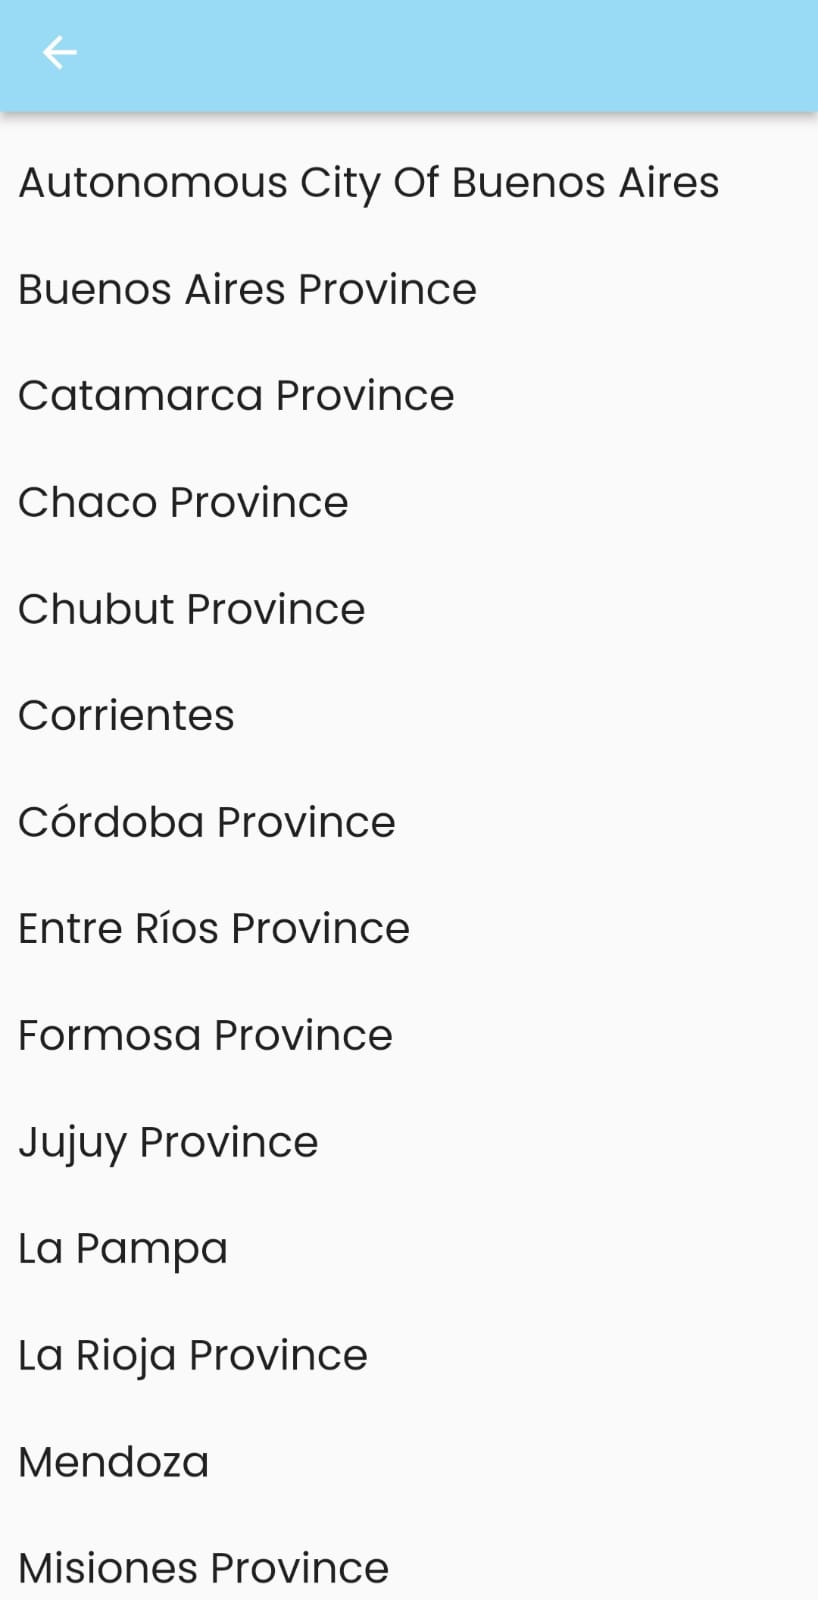 Autonomous City Of Buenos Aires
Buenos Aires Province
Catamarca Province
Chaco Province
Chubut Province
Corrientes
Córdoba Province
Entre Ríos Province
Formosa Province
Jujuy Province
La Pampa
La Rioja Province
Mendoza
Misiones Province